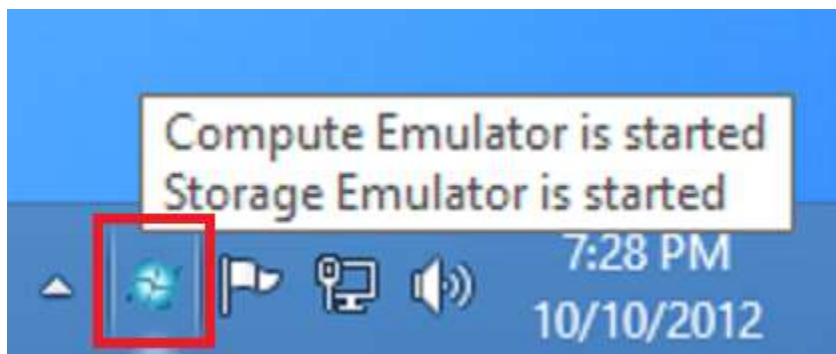 Compute Emulator is started
Storage Emulator is started
7:28 PM
10/10/2012